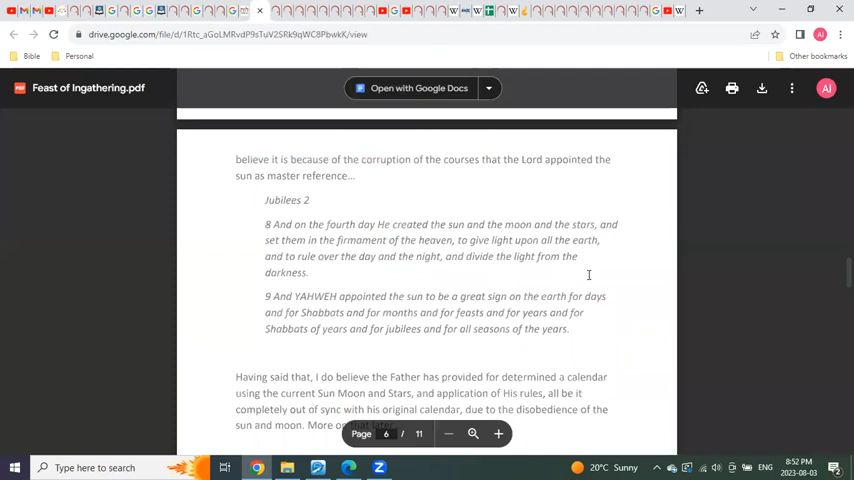 drive.google.com/file/d/1Rtc_aGoLMRvdP9sTuV2SRk9qWC8PbwkK/view
Bible
Personal
Other bookmarks
Feast of Ingathering.pdf
Open with Google Docs
AI
believe it is because of the corruption of the courses that the Lord appointed the
sun as master reference…
Jubilees 2
8 And on the fourth day He created the sun and the moon and the stars, and
set them in the firmament of the heaven, to give light upon all the earth,
and to rule over the day and the night, and divide the light from the
darkness.
9 And YAHWEH appointed the sun to be a great sign on the earth for days
and for Shabbats and for months and for feasts and for years and for
Shabbats of years and for jubilees and for all seasons of the years.
Having said that, I do believe the Father has provided for determined a calendar
using the current Sun Moon and Stars, and application of His rules, all be it
completely out of sync with his original calendar, due to the disobedience of the
sun and moon. More on that later
Page 6 / 11
Type here to search
20°C Sunny
ENG
8:52 PM
2023-08-03
2